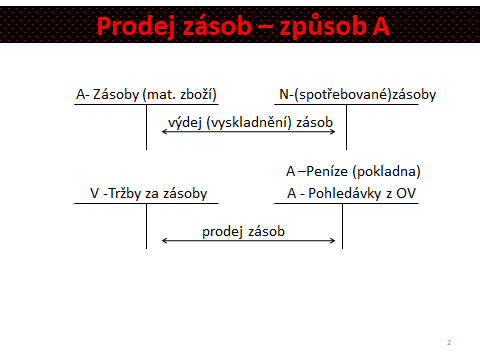 Prodej zásob – způsob A
A- Zásoby (mat. zboží)
N-(spotřebované)zásoby
výdej (vyskladnění) zásob
A –Peníze (pokladna)
V -Tržby za zásoby
A - Pohledávky z OV
prodej zásob
2